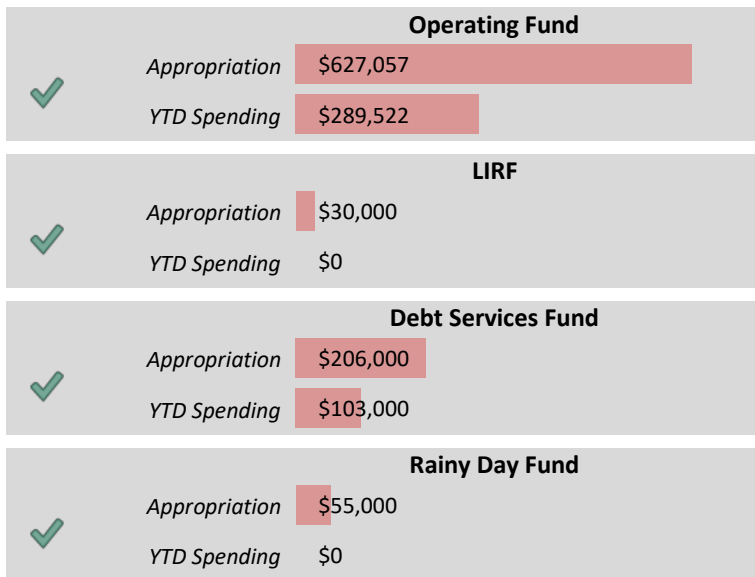 Operating Fund
Appropriation $627,057
YTD Spending $289,522
LIRF
Appropriation $30,000
YTD Spending $0
Debt Services Fund
Appropriation $206,000
YTD Spending $103,000
Rainy Day Fund
Appropriation $55,000
YTD Spending $0